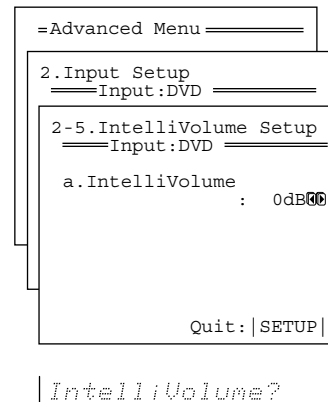 Advanced Menu
2.Input Setup
Input:DVD
2-5.IntelliVolume Setup
Input:DVD
a.IntelliVolume
: 0dB
Quit:|SETUP|
IntelliVolume?